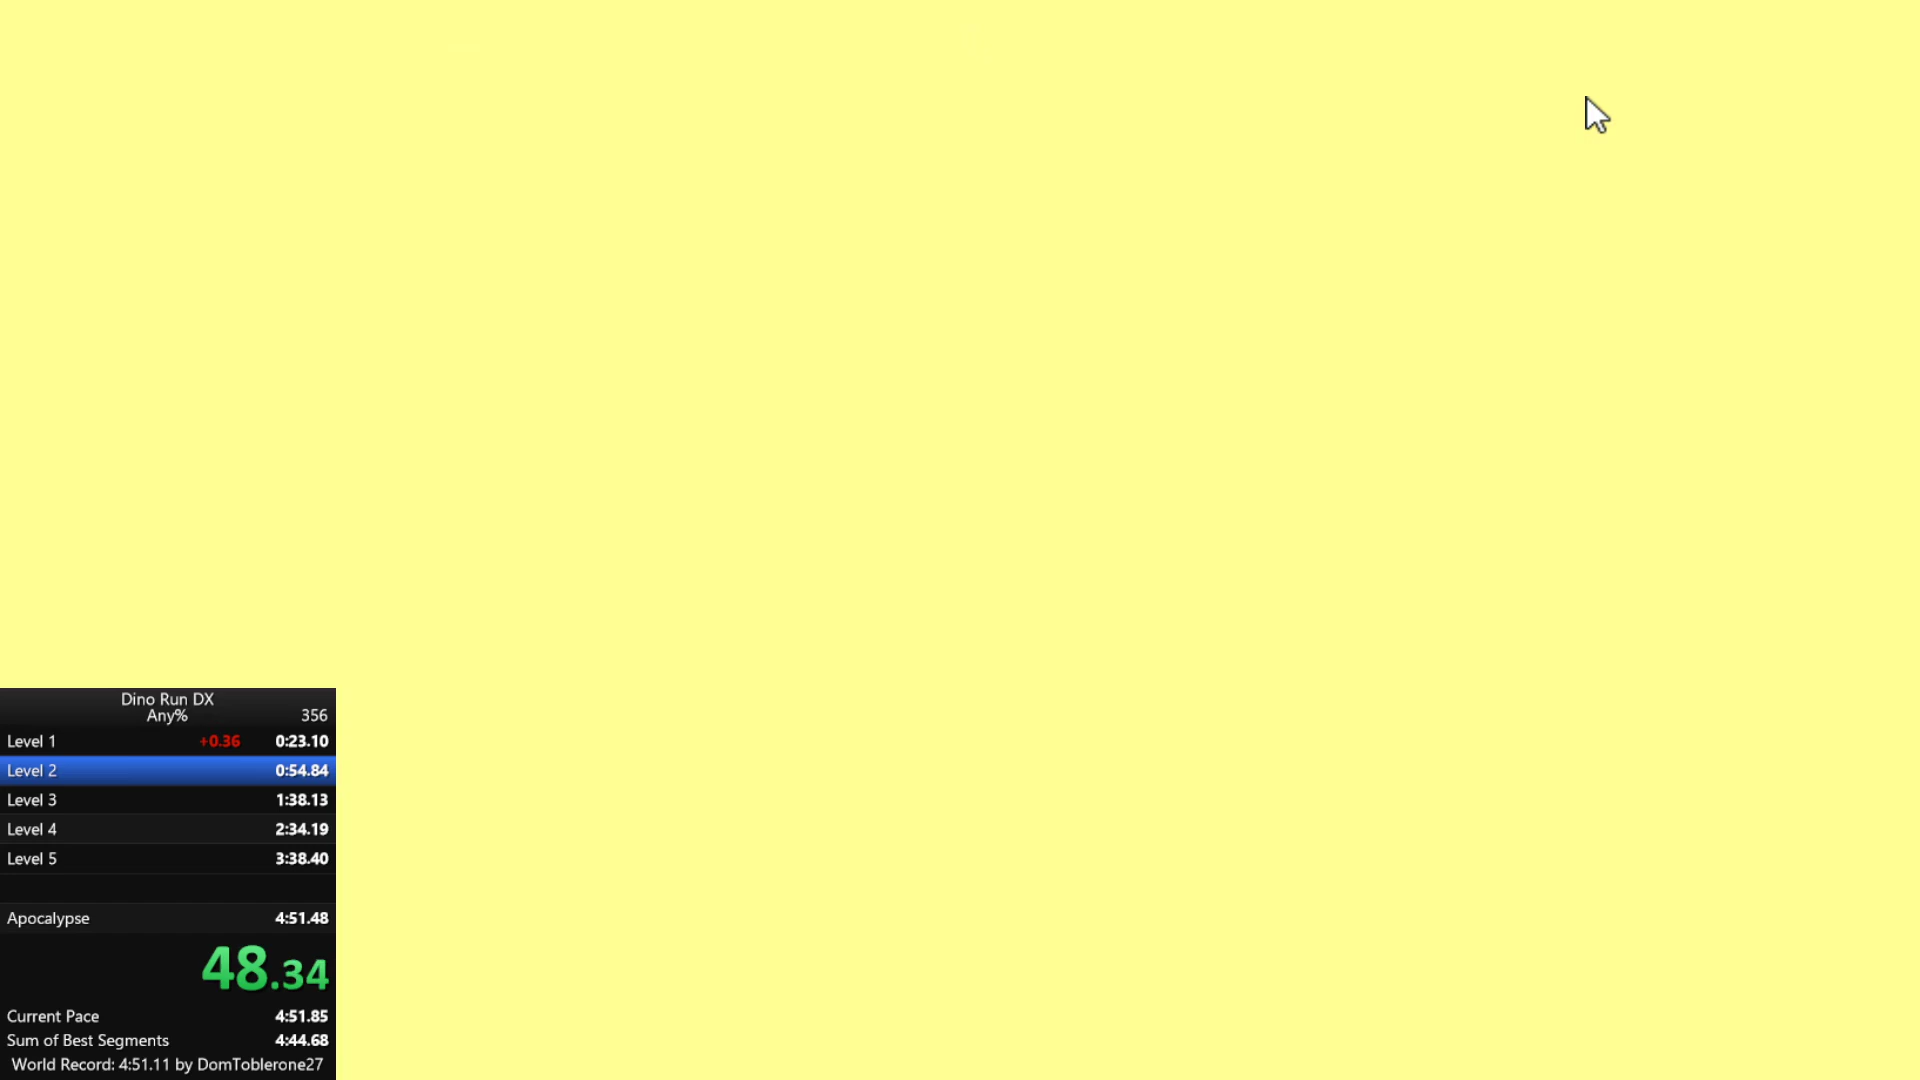 Dino Run DX
Any% 356
Level 1 +0.36 0:23.10
Level 2 0:54.84
Level 3 1:38.13
Level 4 2:34.19
Level 5 3:38.40
Apocalypse 4:51.48
48.34
Current Pace 4:51.85
Sum of Best Segments 4:44.68
World Record: 4:51.11 by DomToblerone27